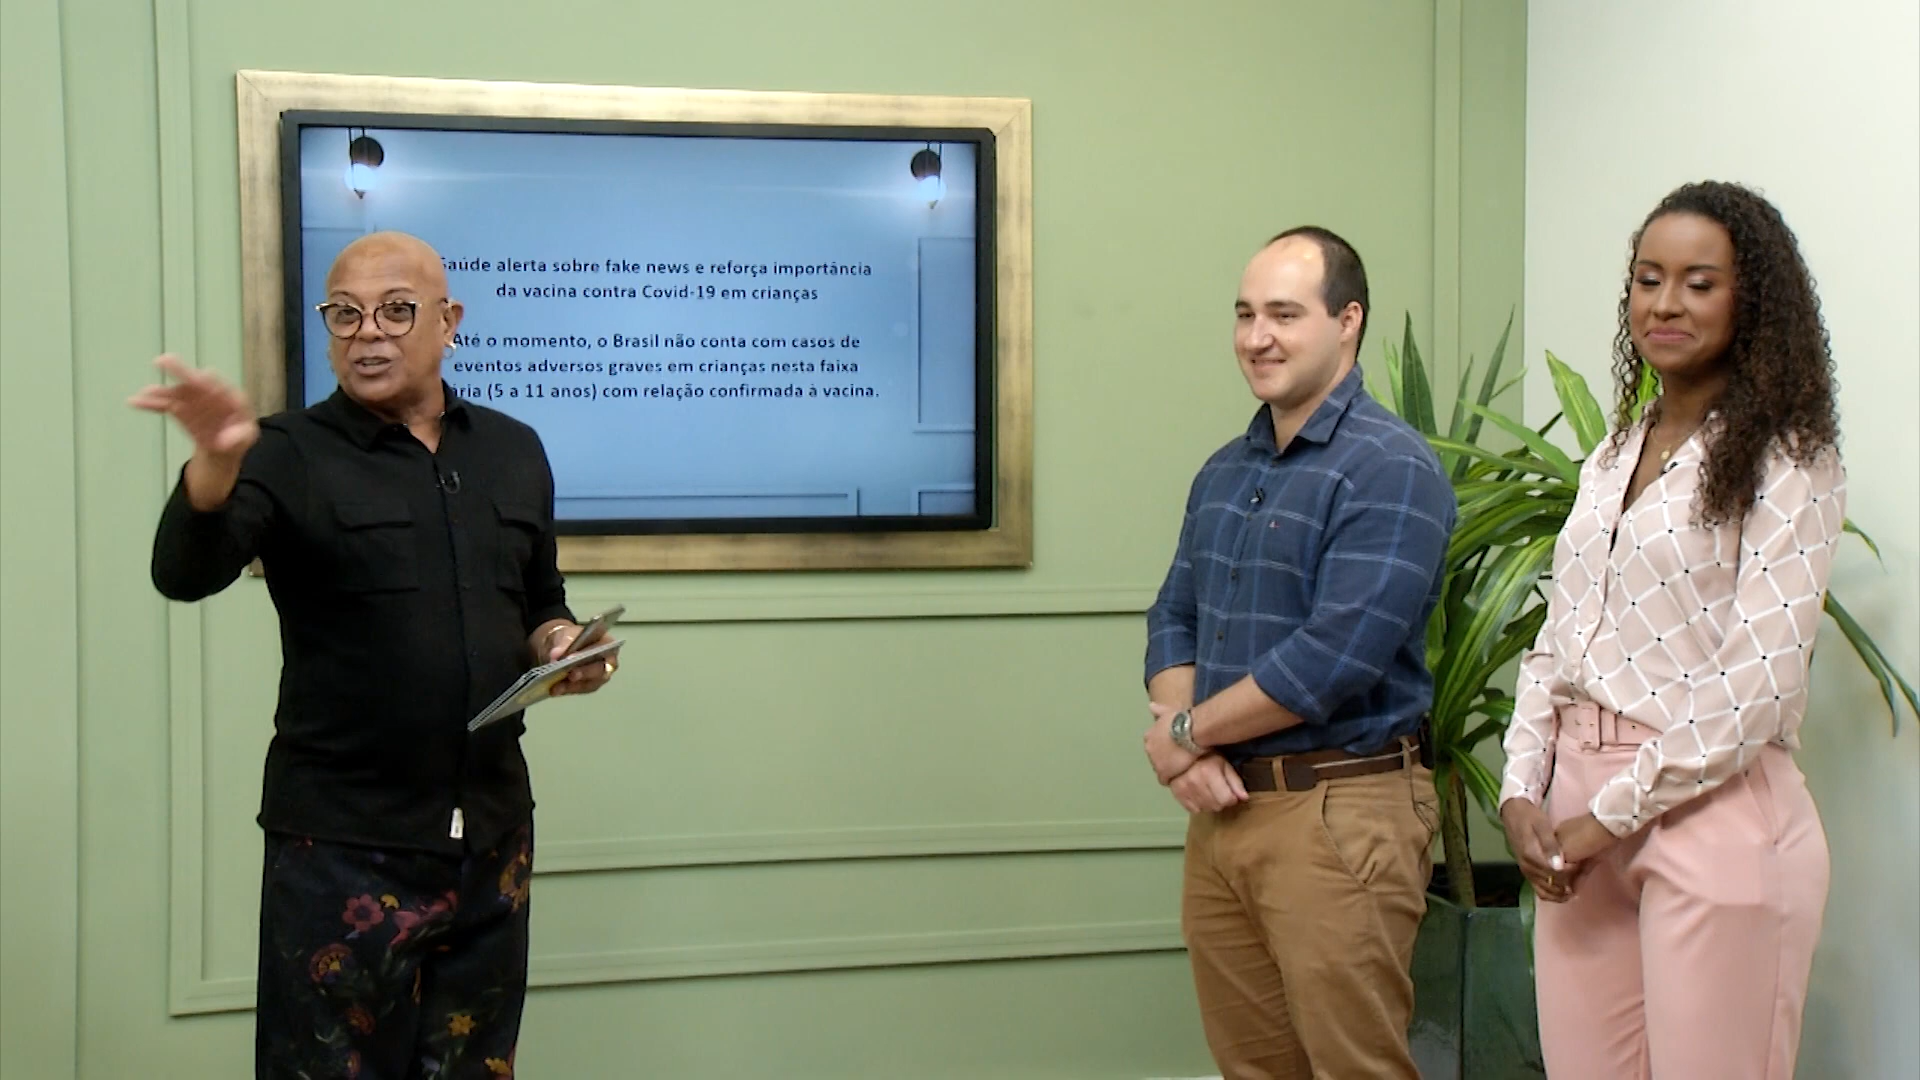 Saúde alerta sobre fake news e reforça importância
da vacina contra Covid-19 em crianças
Até o momento, o Brasil não conta com casos de
eventos adversos graves em crianças nesta faixa
ária (5 a 11 anos) com relação confirmada à vacina.